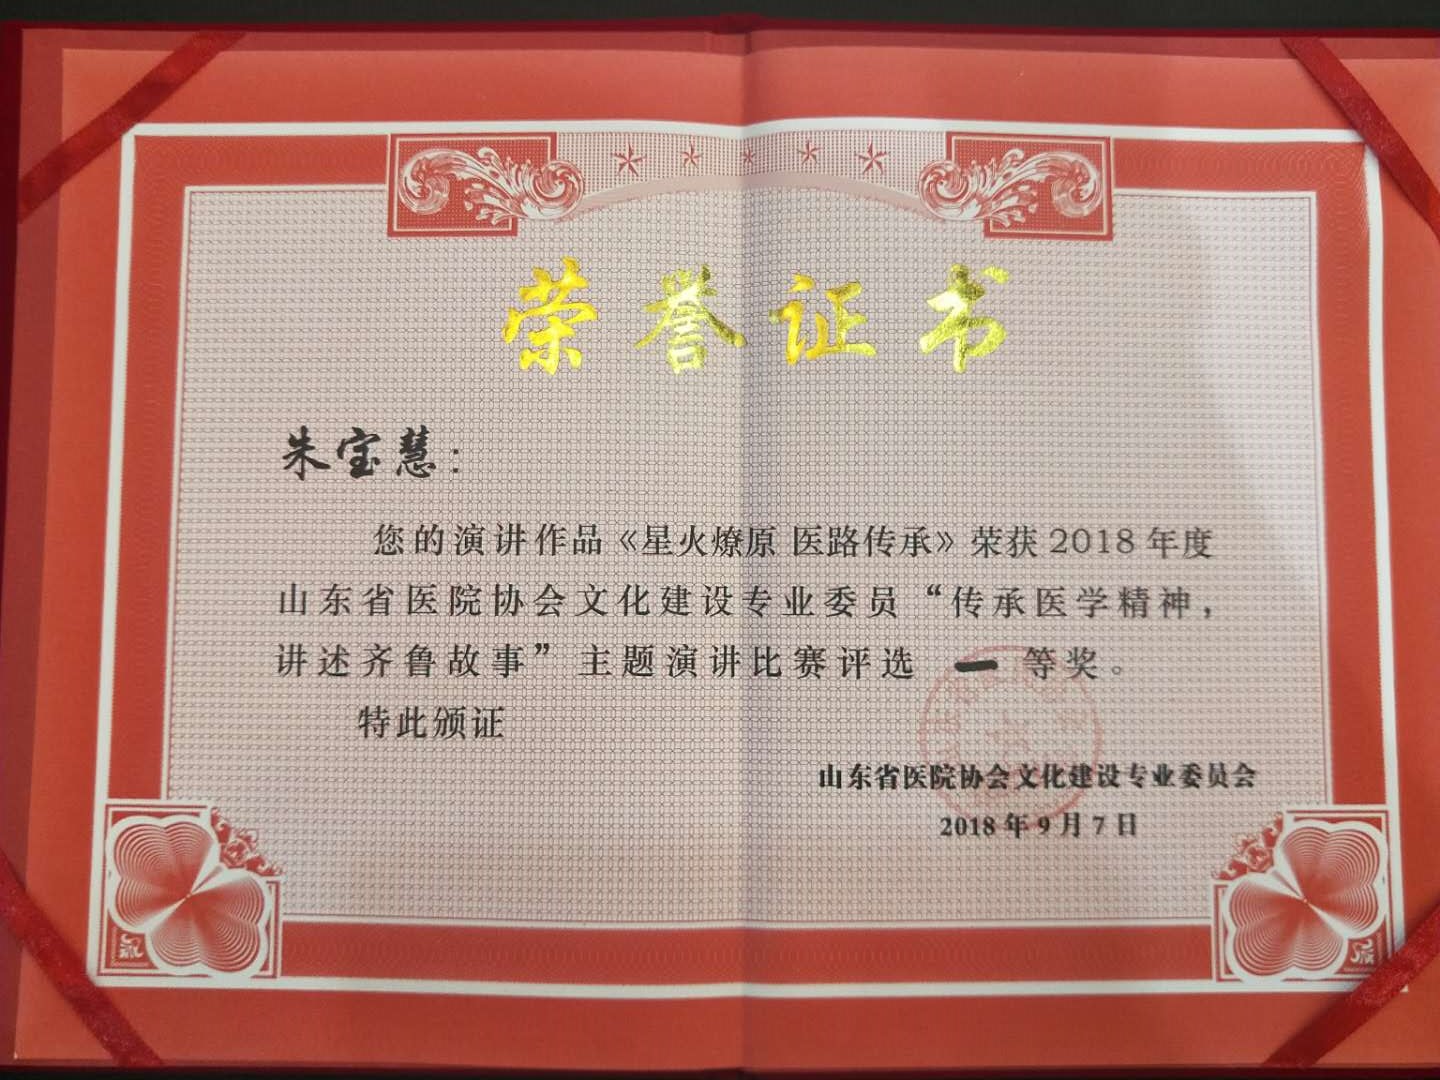 荣誉证书
朱宝慧：
您的演讲作品《星火燎原 医路传承》荣获2018年度
山东省医院协会文化建设专业委员“传承医学精神，
讲述齐鲁故事”主题演讲比赛评选 一 等奖。
特此颁证
山东省医院协会文化建设专业委员会
2018年9月7日